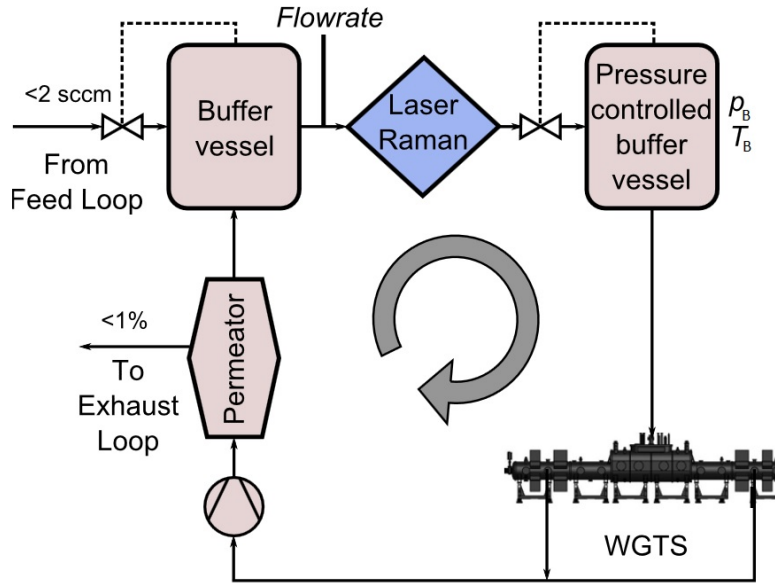 Flowrate
<2 sccm
From
Feed Loop
Buffer
vessel
Laser
Raman
Pressure
controlled
buffer
vessel
pB
TB
<1%
To
Exhaust
Loop
Permeator
WGTS